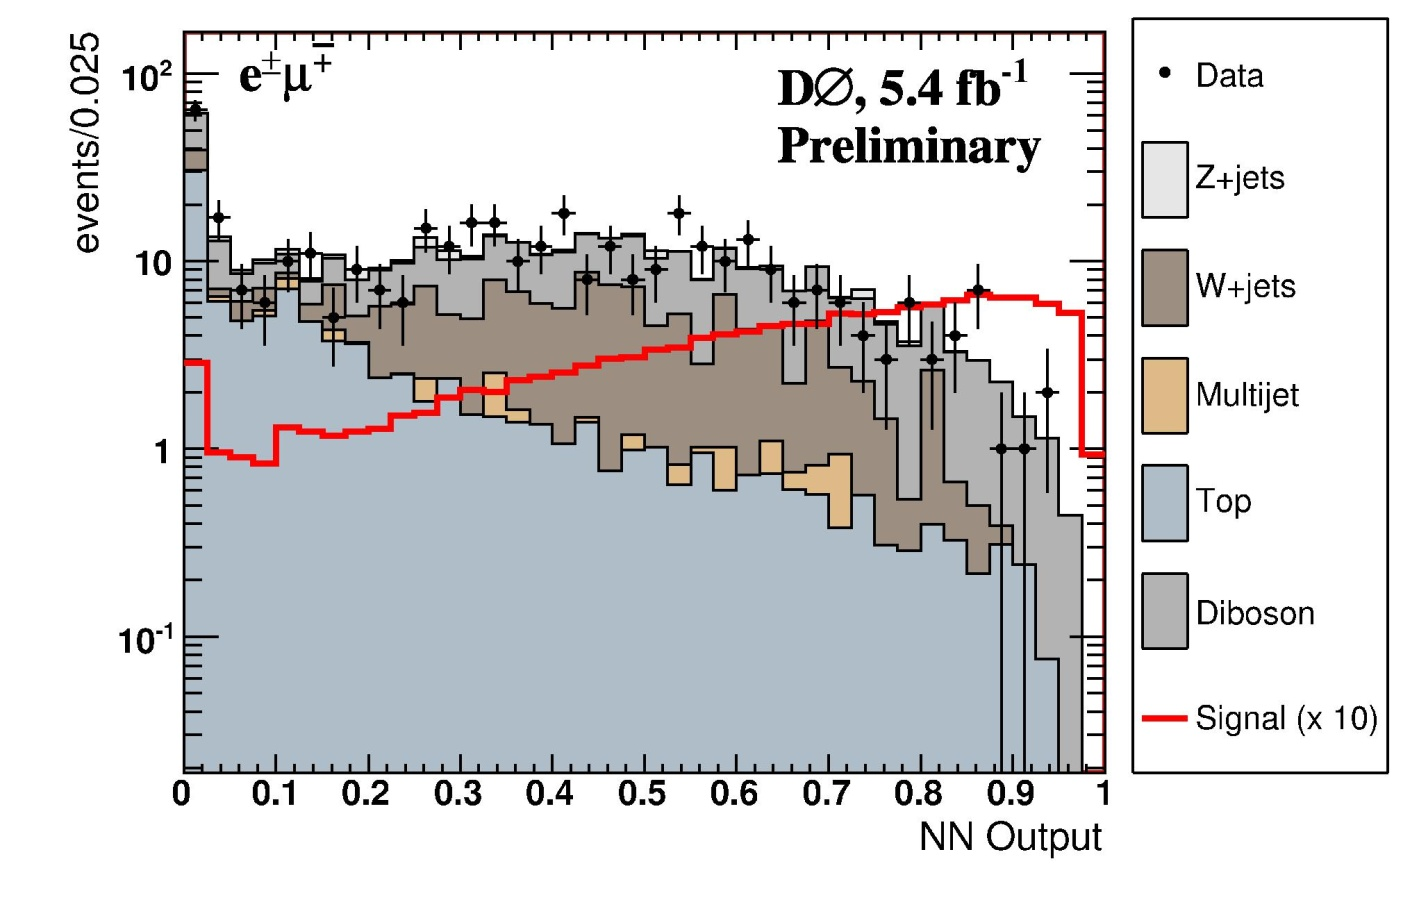 events/0.025
10²
10
1
10⁻¹
e±μ∓
DØ, 5.4 fb⁻¹
Preliminary
0 0.1 0.2 0.3 0.4 0.5 0.6 0.7 0.8 0.9 1
NN Output
Data
Z+jets
W+jets
Multijet
Top
Diboson
Signal (x 10)